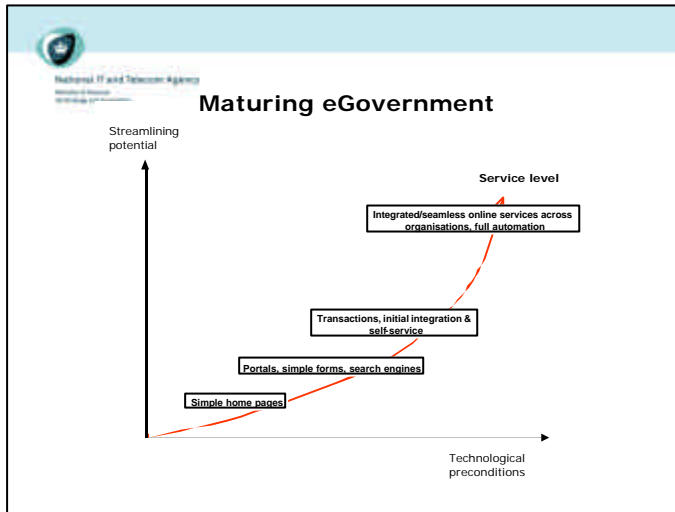 National IT and Telecom Agency
Maturing eGovernment
Streamlining
potential
Service level
Integrated/seamless online services across
organisations, full automation
Transactions, initial integration &
self-service
Portals, simple forms, search engines
Simple home pages
Technological
preconditions